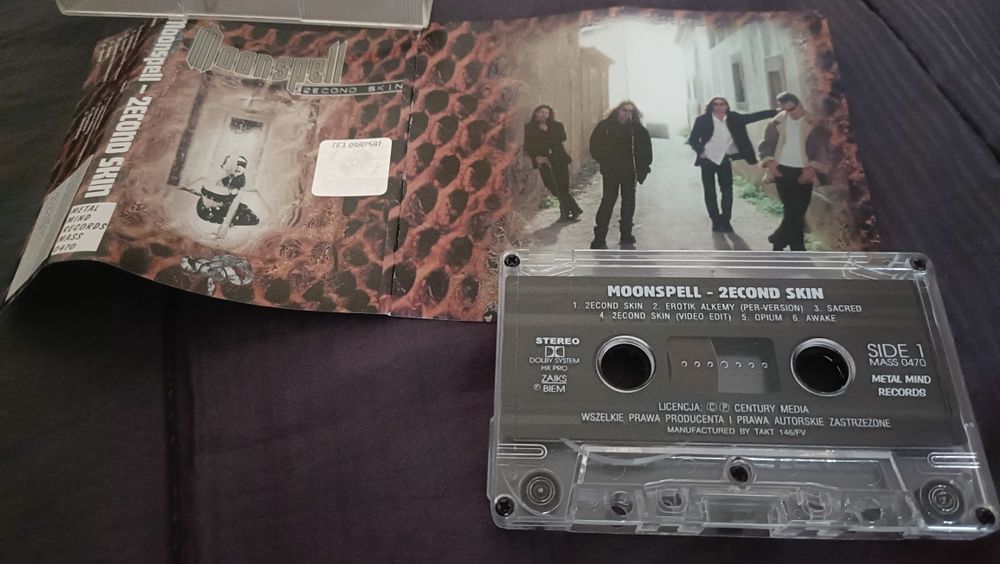 Moonspell
2ECOND SKIN
TF3 0982581
Moonspell - 2ECOND SKIN
METAL
MIND
RECORDS
MASS
0470
MOONSPELL - 2ECOND SKIN
1. 2ECOND SKIN 2. EROTIK ALKEMY (PER-VERSION) 3. SACRED
4. 2ECOND SKIN (VIDEO EDIT) 5. OPIUM 6. AWAKE
STEREO
DOLBY SYSTEM
HX PRO
ZAIKS
℗ BIEM
SIDE 1
MASS 0470
METAL MIND
RECORDS
LICENCJA: © ℗ CENTURY MEDIA
WSZELKIE PRAWA PRODUCENTA I PRAWA AUTORSKIE ZASTRZEŻONE
MANUFACTURED BY TAKT 146/FV